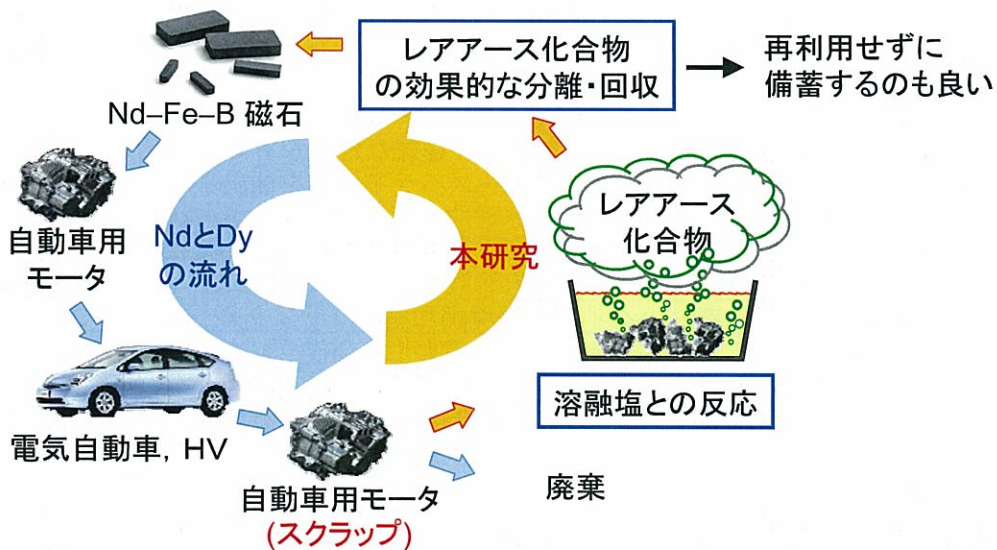 レアアース化合物
の効果的な分離・回収
再利用せずに
備蓄するのも良い
Nd–Fe–B 磁石
自動車用
モータ
NdとDy
の流れ
本研究
レアアース
化合物
溶融塩との反応
電気自動車, HV
自動車用モータ
(スクラップ)
廃棄